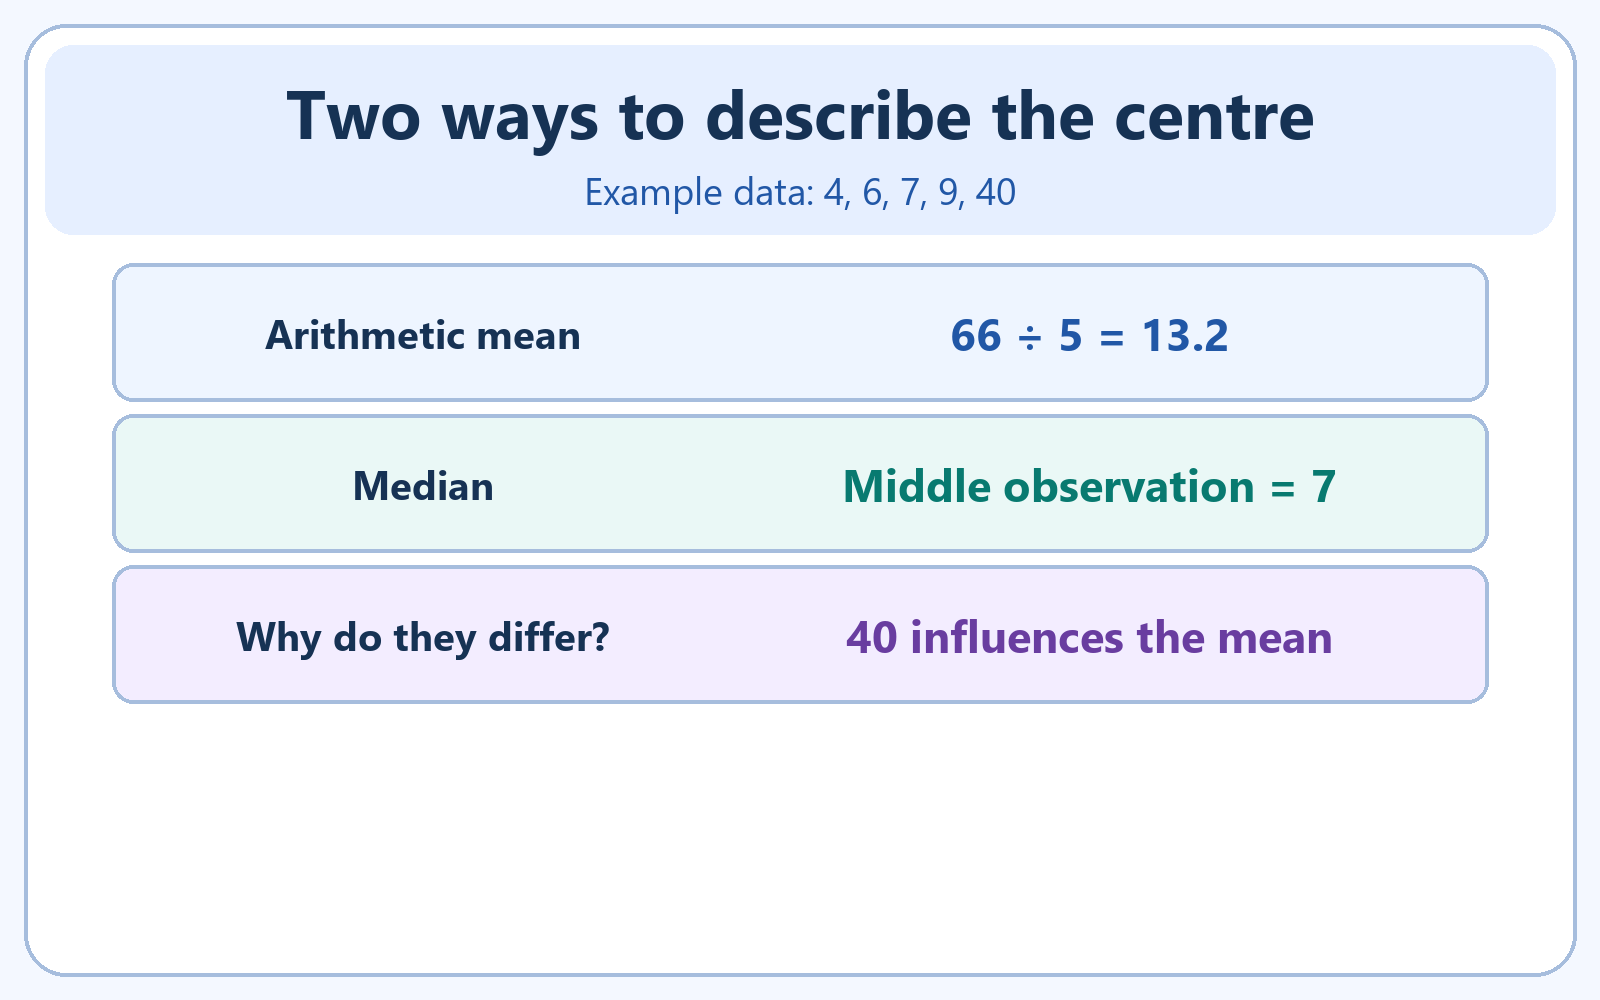 Two ways to describe the centre
Example data: 4, 6, 7, 9, 40
Arithmetic mean
66 ÷ 5 = 13.2
Median
Middle observation = 7
Why do they differ?
40 influences the mean